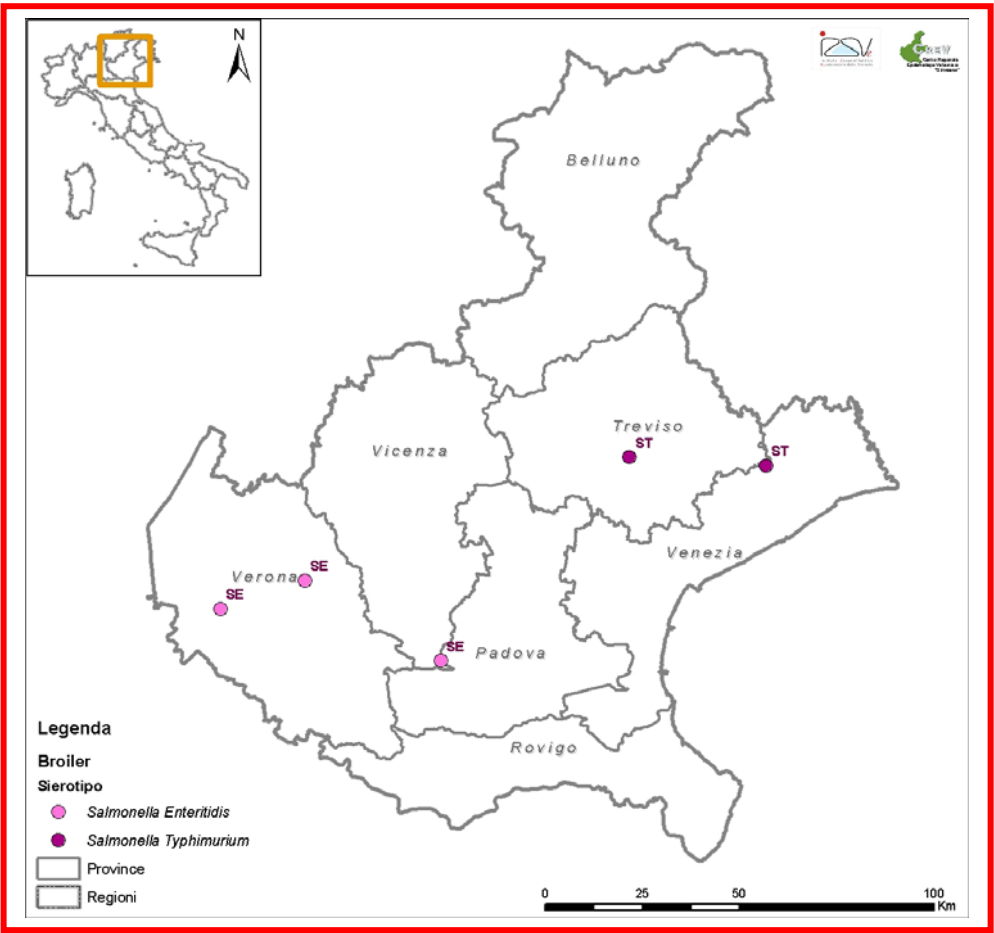 N
CREV
Belluno
Treviso
ST
ST
Vicenza
Venezia
SE
Verona
SE
SE
Padova
Rovigo
Legenda
Broiler
Sierotipo
Salmonella Enteritidis
Salmonella Typhimurium
Province
Regioni
0 25 50 100
Km